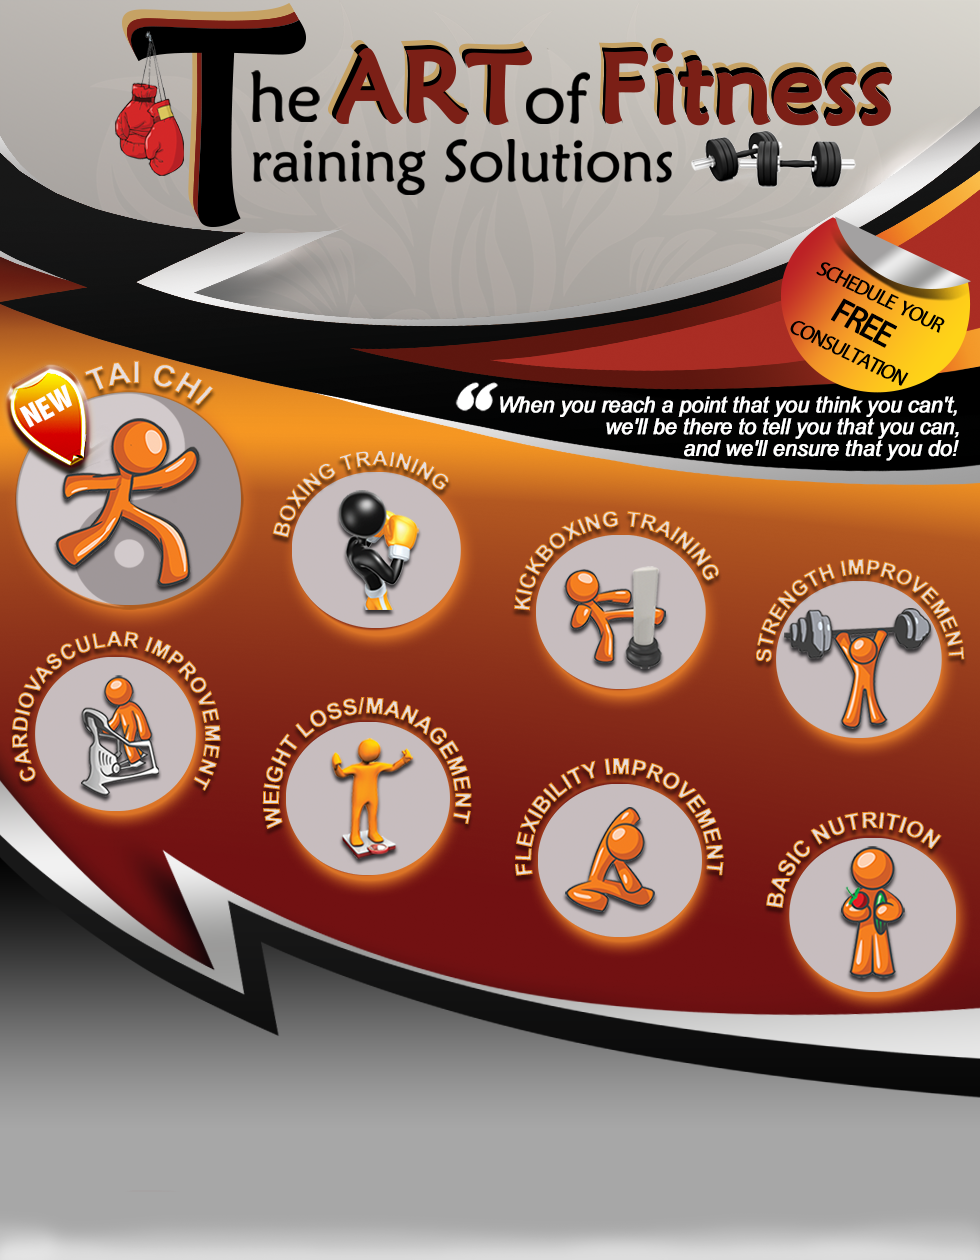 The ART of Fitness
Training Solutions
SCHEDULE YOUR
FREE
CONSULTATION
“When you reach a point that you think you can't,
we'll be there to tell you that you can,
and we'll ensure that you do!
NEW
TAI CHI
BOXING TRAINING
KICKBOXING TRAINING
STRENGTH IMPROVEMENT
CARDIOVASCULAR IMPROVEMENT
WEIGHT LOSS/MANAGEMENT
FLEXIBILITY IMPROVEMENT
BASIC NUTRITION